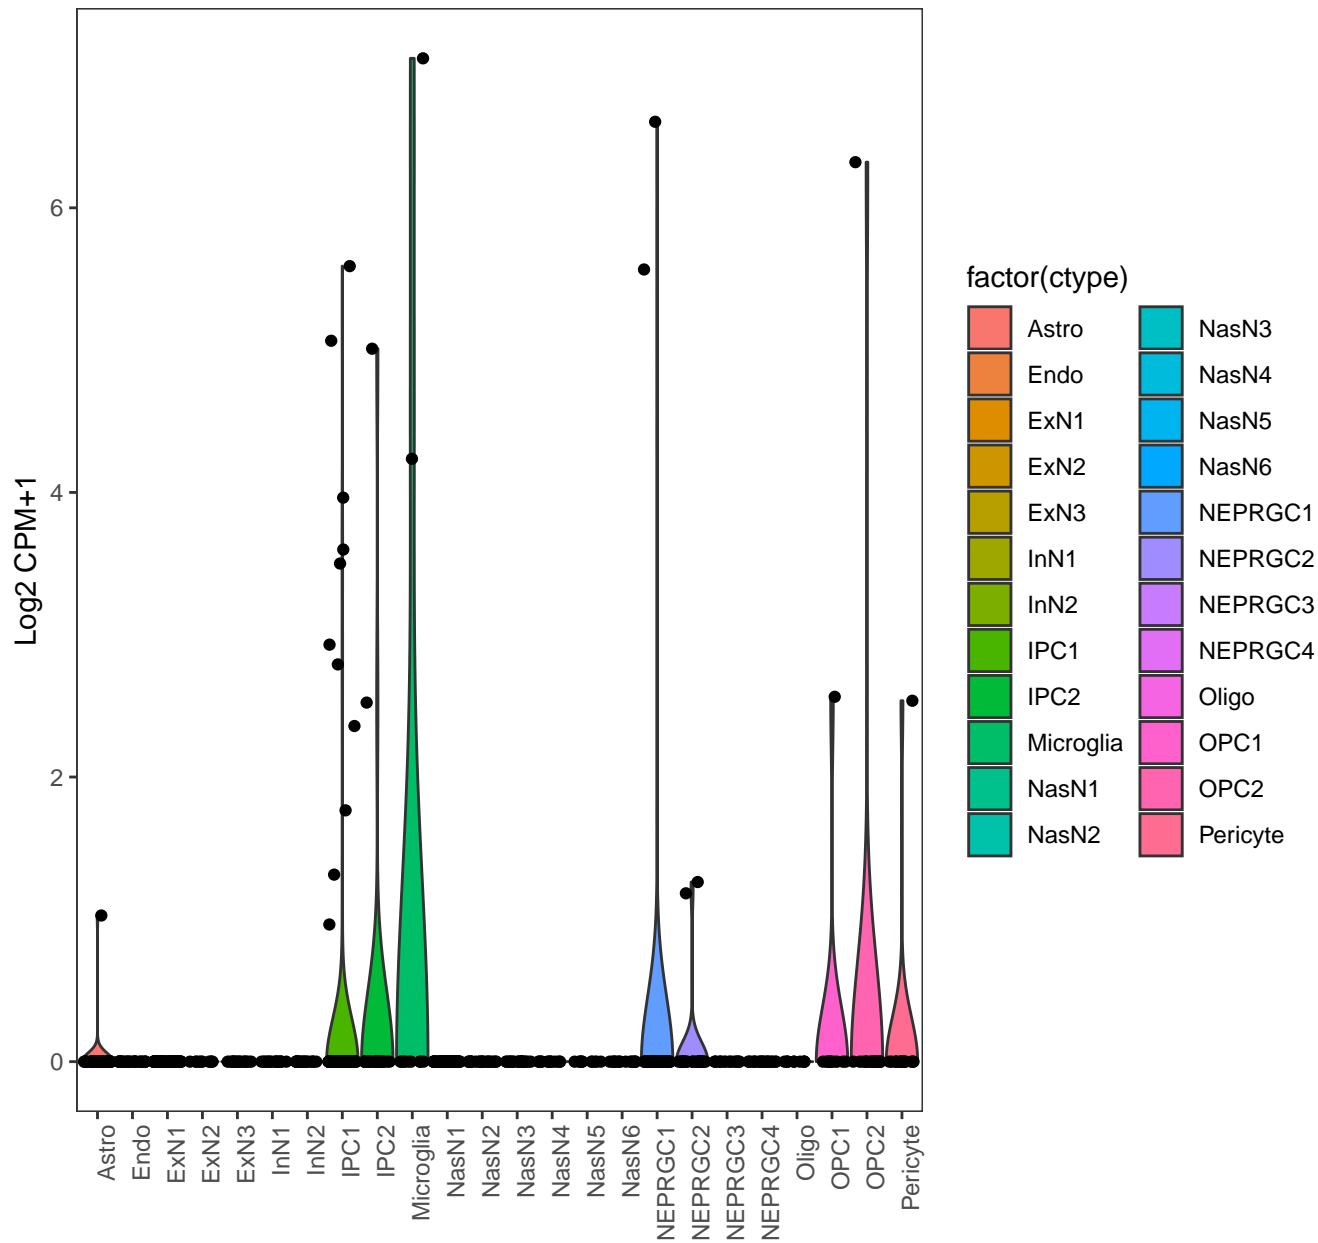 Log2 CPM+1
6
4
2
0
Astro
Endo
ExN1
ExN2
ExN3
InN1
InN2
IPC1
IPC2
Microglia
NasN1
NasN2
NasN3
NasN4
NasN5
NasN6
NEPRGC1
NEPRGC2
NEPRGC3
NEPRGC4
Oligo
OPC1
OPC2
Pericyte
factor(ctype)
Astro
Endo
ExN1
ExN2
ExN3
InN1
InN2
IPC1
IPC2
Microglia
NasN1
NasN2
NasN3
NasN4
NasN5
NasN6
NEPRGC1
NEPRGC2
NEPRGC3
NEPRGC4
Oligo
OPC1
OPC2
Pericyte